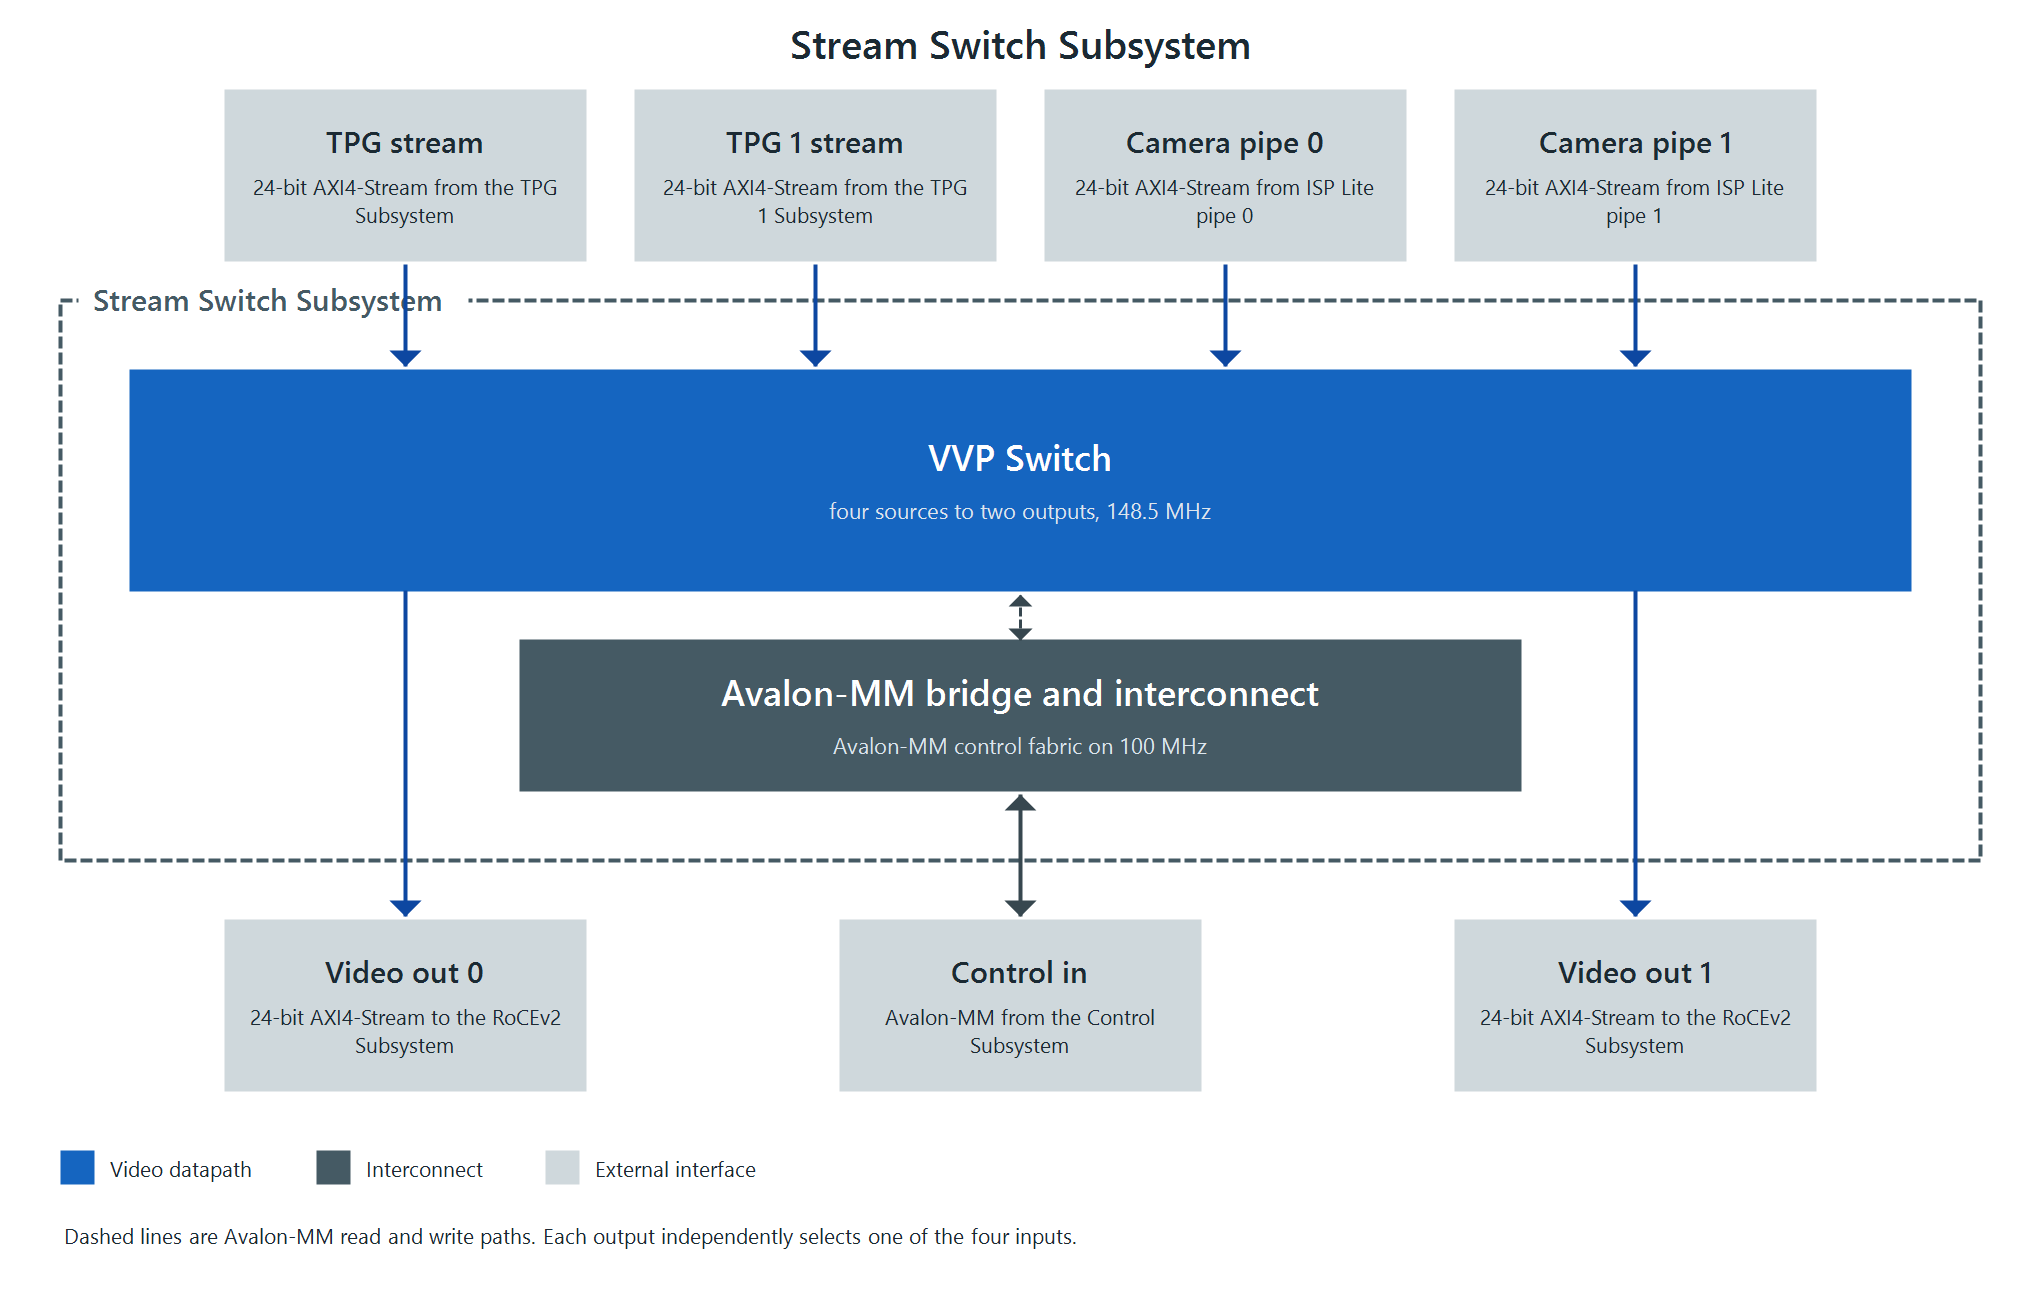 Stream Switch Subsystem
TPG stream
24-bit AXI4-Stream from the TPG
Subsystem
TPG 1 stream
24-bit AXI4-Stream from the TPG
1 Subsystem
Camera pipe 0
24-bit AXI4-Stream from ISP Lite
pipe 0
Camera pipe 1
24-bit AXI4-Stream from ISP Lite
pipe 1
Stream Switch Subsystem
VVP Switch
four sources to two outputs, 148.5 MHz
Avalon-MM bridge and interconnect
Avalon-MM control fabric on 100 MHz
Video out 0
24-bit AXI4-Stream to the RoCEv2
Subsystem
Control in
Avalon-MM from the Control
Subsystem
Video out 1
24-bit AXI4-Stream to the RoCEv2
Subsystem
Video datapath
Interconnect
External interface
Dashed lines are Avalon-MM read and write paths. Each output independently selects one of the four inputs.